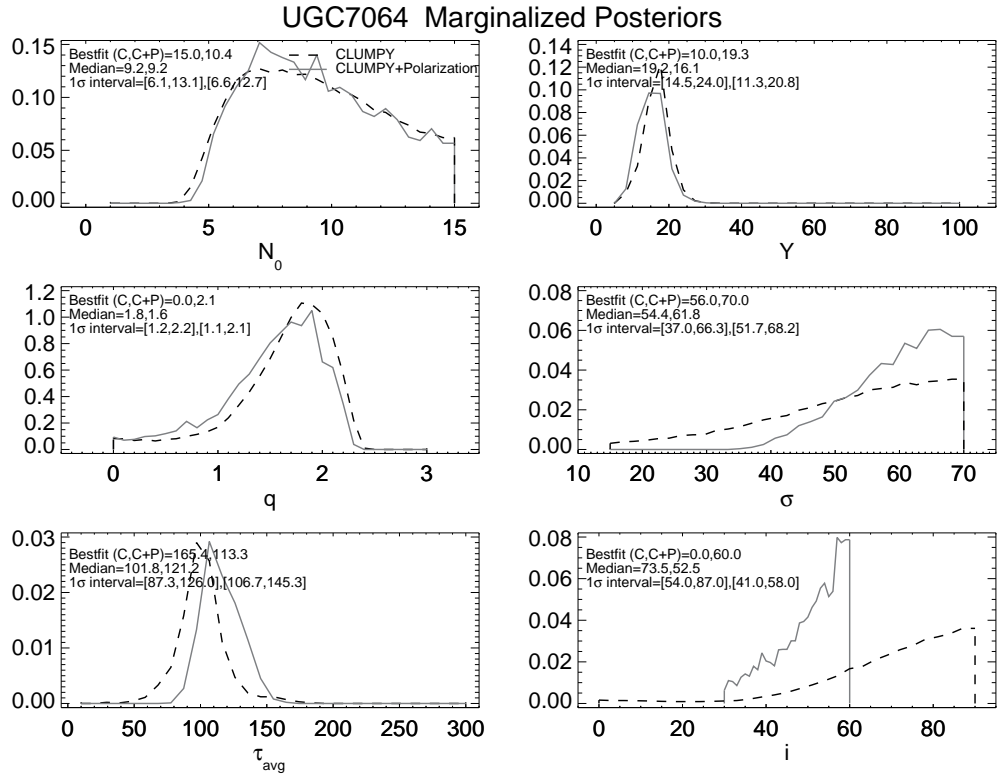 UGC7064 Marginalized Posteriors
0.15
0.10
0.05
0.00
Bestfit (C,C+P)=15.0,10.4
Median=9.2,9.2
1σ interval=[6.1,13.1],[6.6,12.7]
CLUMPY
CLUMPY+Polarization
0 5 10 15
N0
0.14
0.12
0.10
0.08
0.06
0.04
0.02
0.00
Bestfit (C,C+P)=10.0,19.3
Median=19.2,16.1
1σ interval=[14.5,24.0],[11.3,20.8]
0 20 40 60 80 100
Y
1.2
1.0
0.8
0.6
0.4
0.2
0.0
Bestfit (C,C+P)=0.0,2.1
Median=1.8,1.6
1σ interval=[1.2,2.2],[1.1,2.1]
0 1 2 3
q
0.08
0.06
0.04
0.02
0.00
Bestfit (C,C+P)=56.0,70.0
Median=54.4,61.8
1σ interval=[37.0,66.3],[51.7,68.2]
10 20 30 40 50 60 70
σ
0.03
0.02
0.01
0.00
Bestfit (C,C+P)=165.4,113.3
Median=101.8,121.2
1σ interval=[87.3,126.0],[106.7,145.3]
0 50 100 150 200 250 300
τavg
0.08
0.06
0.04
0.02
0.00
Bestfit (C,C+P)=0.0,60.0
Median=73.5,52.5
1σ interval=[54.0,87.0],[41.0,58.0]
0 20 40 60 80
i